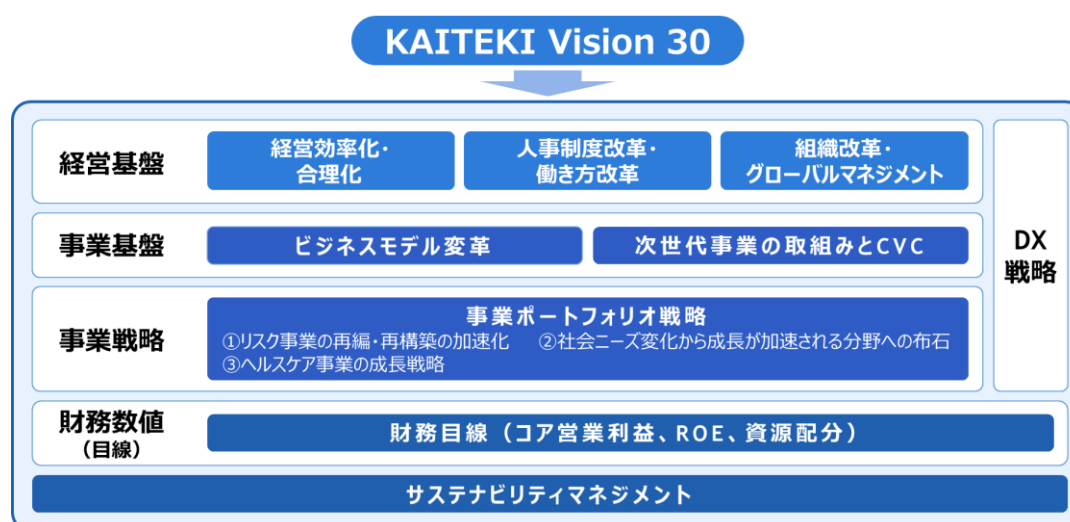 KAITEKI Vision 30
経営基盤
経営効率化・
合理化
人事制度改革・
働き方改革
組織改革・
グローバルマネジメント
事業基盤
ビジネスモデル変革
次世代事業の取組みとCVC
DX
戦略
事業戦略
事業ポートフォリオ戦略
①リスク事業の再編・再構築の加速化 ②社会ニーズ変化から成長が加速される分野への布石
③ヘルスケア事業の成長戦略
財務数値
(目線)
財務目線（コア営業利益、ROE、資源配分）
サステナビリティマネジメント